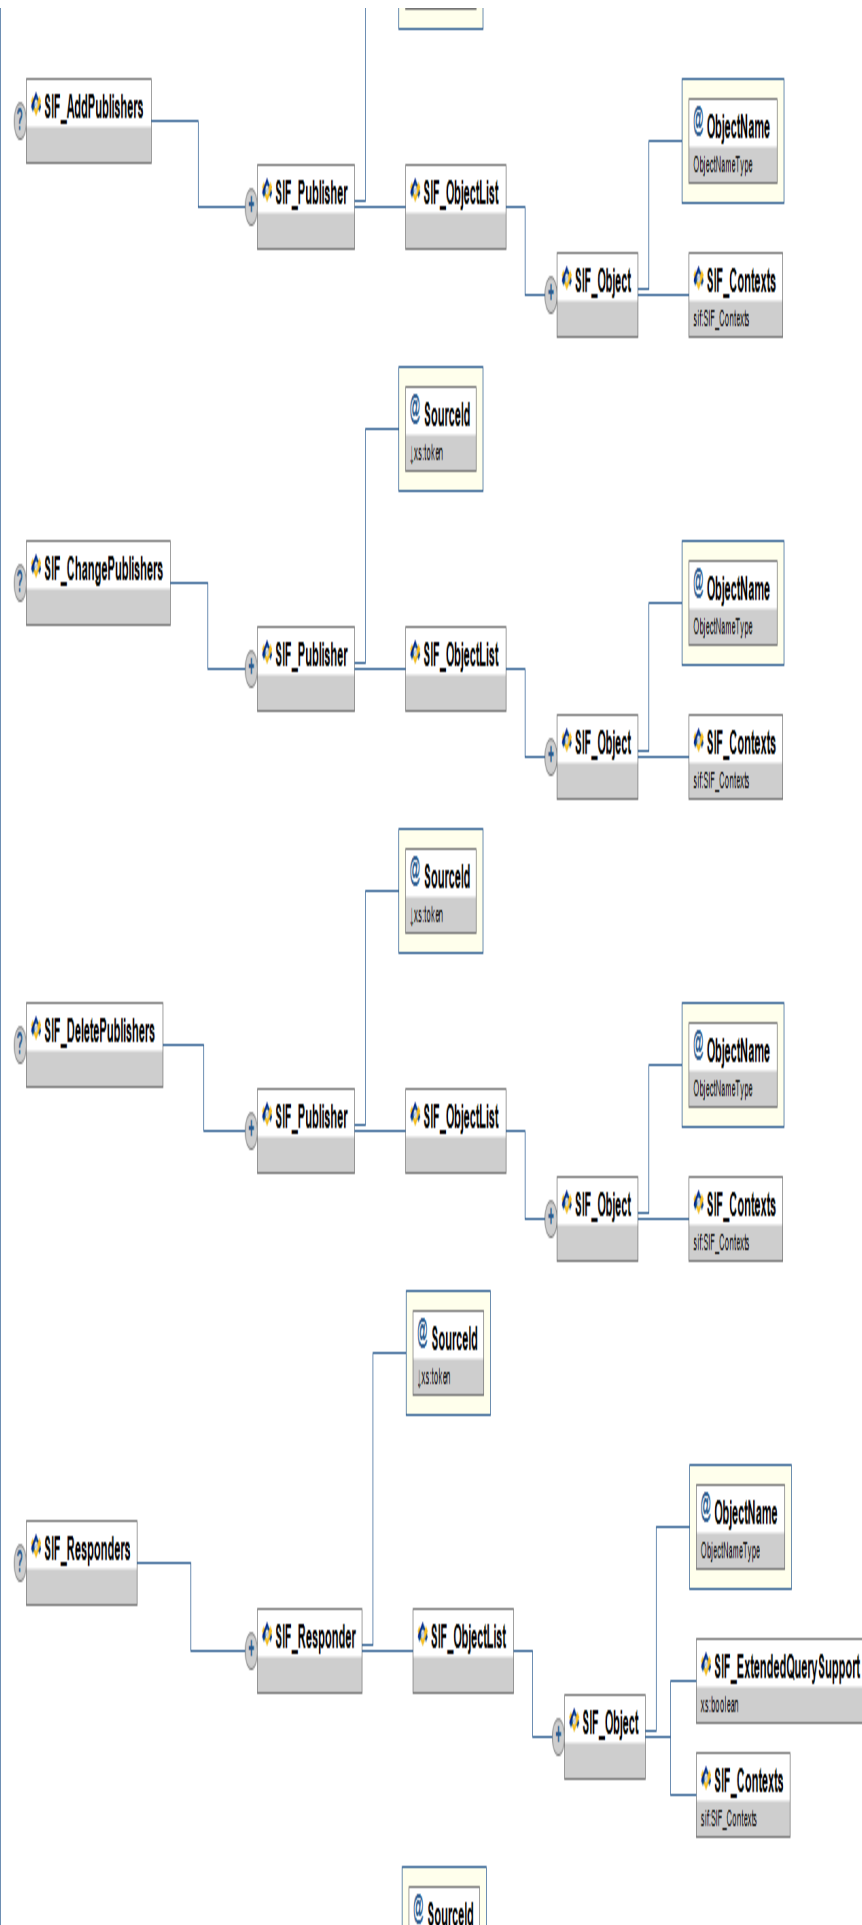 SIF_AddPublishers
@ ObjectName
ObjectNameType
+ SIF_Publisher
SIF_ObjectList
?
+ SIF_Object
SIF_Contexts
sif:SIF_Contexts
@ SourceId
xs:token
? SIF_ChangePublishers
@ ObjectName
ObjectNameType
+ SIF_Publisher
SIF_ObjectList
+ SIF_Object
SIF_Contexts
sif:SIF_Contexts
@ SourceId
xs:token
? SIF_DeletePublishers
@ ObjectName
ObjectNameType
+ SIF_Publisher
SIF_ObjectList
+ SIF_Object
SIF_Contexts
sif:SIF_Contexts
@ SourceId
xs:token
@ ObjectName
ObjectNameType
? SIF_Responders
+ SIF_Responder
SIF_ObjectList
SIF_ExtendedQuerySupport
xs:boolean
+ SIF_Object
SIF_Contexts
sif:SIF_Contexts
@ SourceId